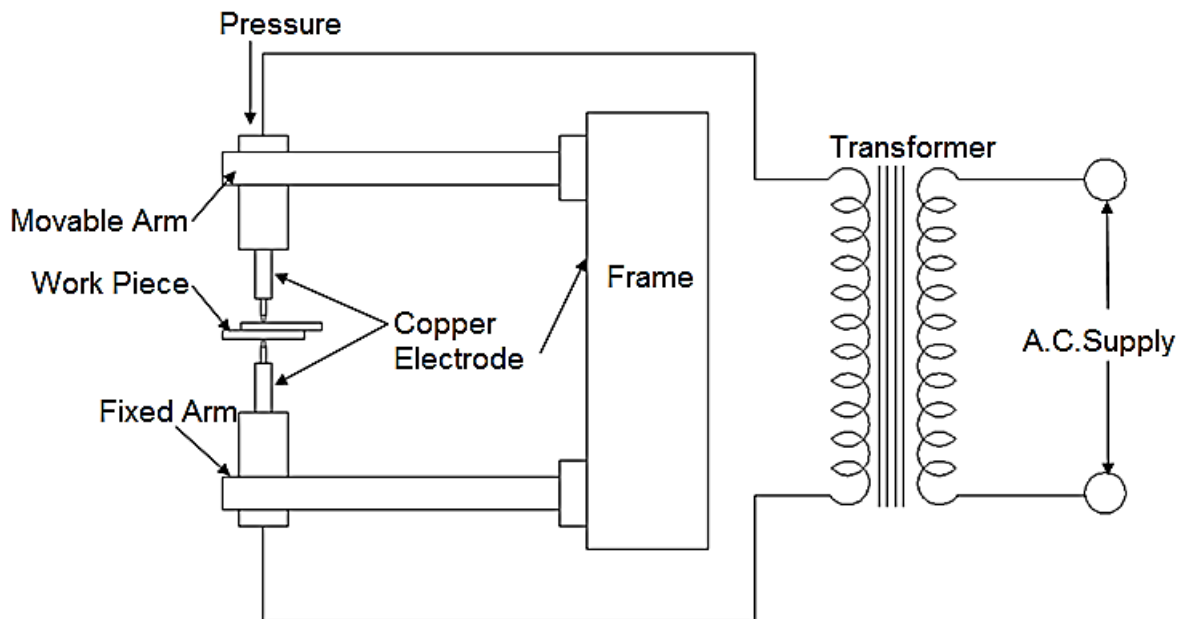 Pressure
Transformer
Movable Arm
Work Piece
Frame
Copper
Electrode
A.C.Supply
Fixed Arm